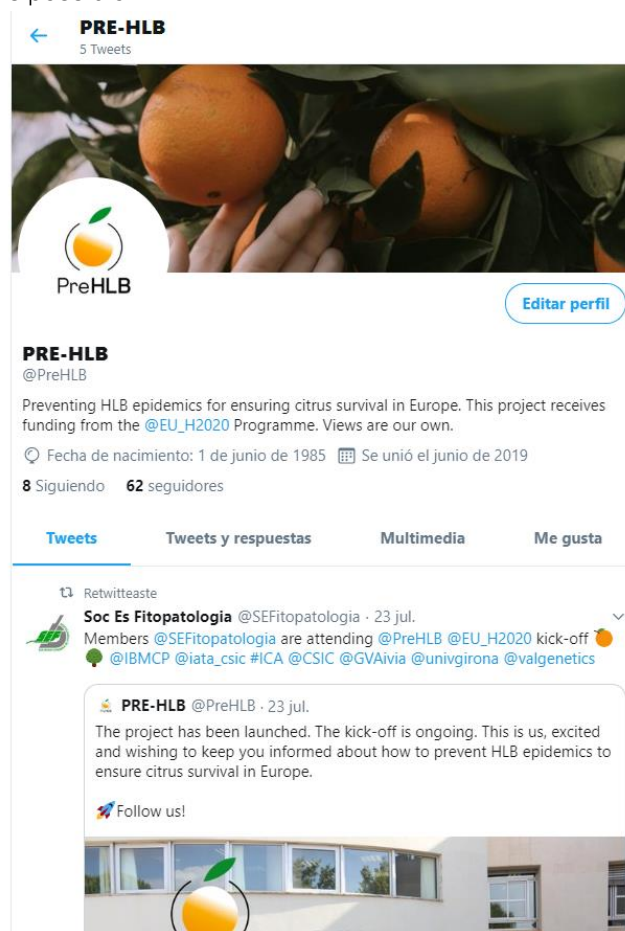 PRE-HLB
5 Tweets
PreHLB
Editar perfil
PRE-HLB
@PreHLB
Preventing HLB epidemics for ensuring citrus survival in Europe. This project receives
funding from the @EU_H2020 Programme. Views are our own.
Fecha de nacimiento: 1 de junio de 1985 Se unió el junio de 2019
8 Siguiendo 62 seguidores
Tweets Tweets y respuestas Multimedia Me gusta
Retwitteaste
Soc Es Fitopatologia @SEFitopatologia · 23 jul.
Members @SEFitopatologia are attending @PreHLB @EU_H2020 kick-off
@IBMCP @iata_csic #ICA @CSIC @GVAivia @univgirona @valgenetics
PRE-HLB @PreHLB · 23 jul.
The project has been launched. The kick-off is ongoing. This is us, excited
and wishing to keep you informed about how to prevent HLB epidemics to
ensure citrus survival in Europe.
🚀Follow us!